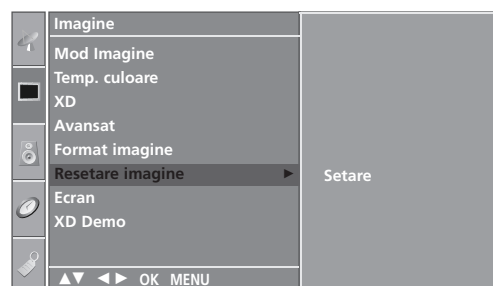 Imagine
Mod Imagine
Temp. culoare
XD
Avansat
Format imagine
Resetare imagine ►
Setare
Ecran
XD Demo
▲▼ ◄► OK MENU